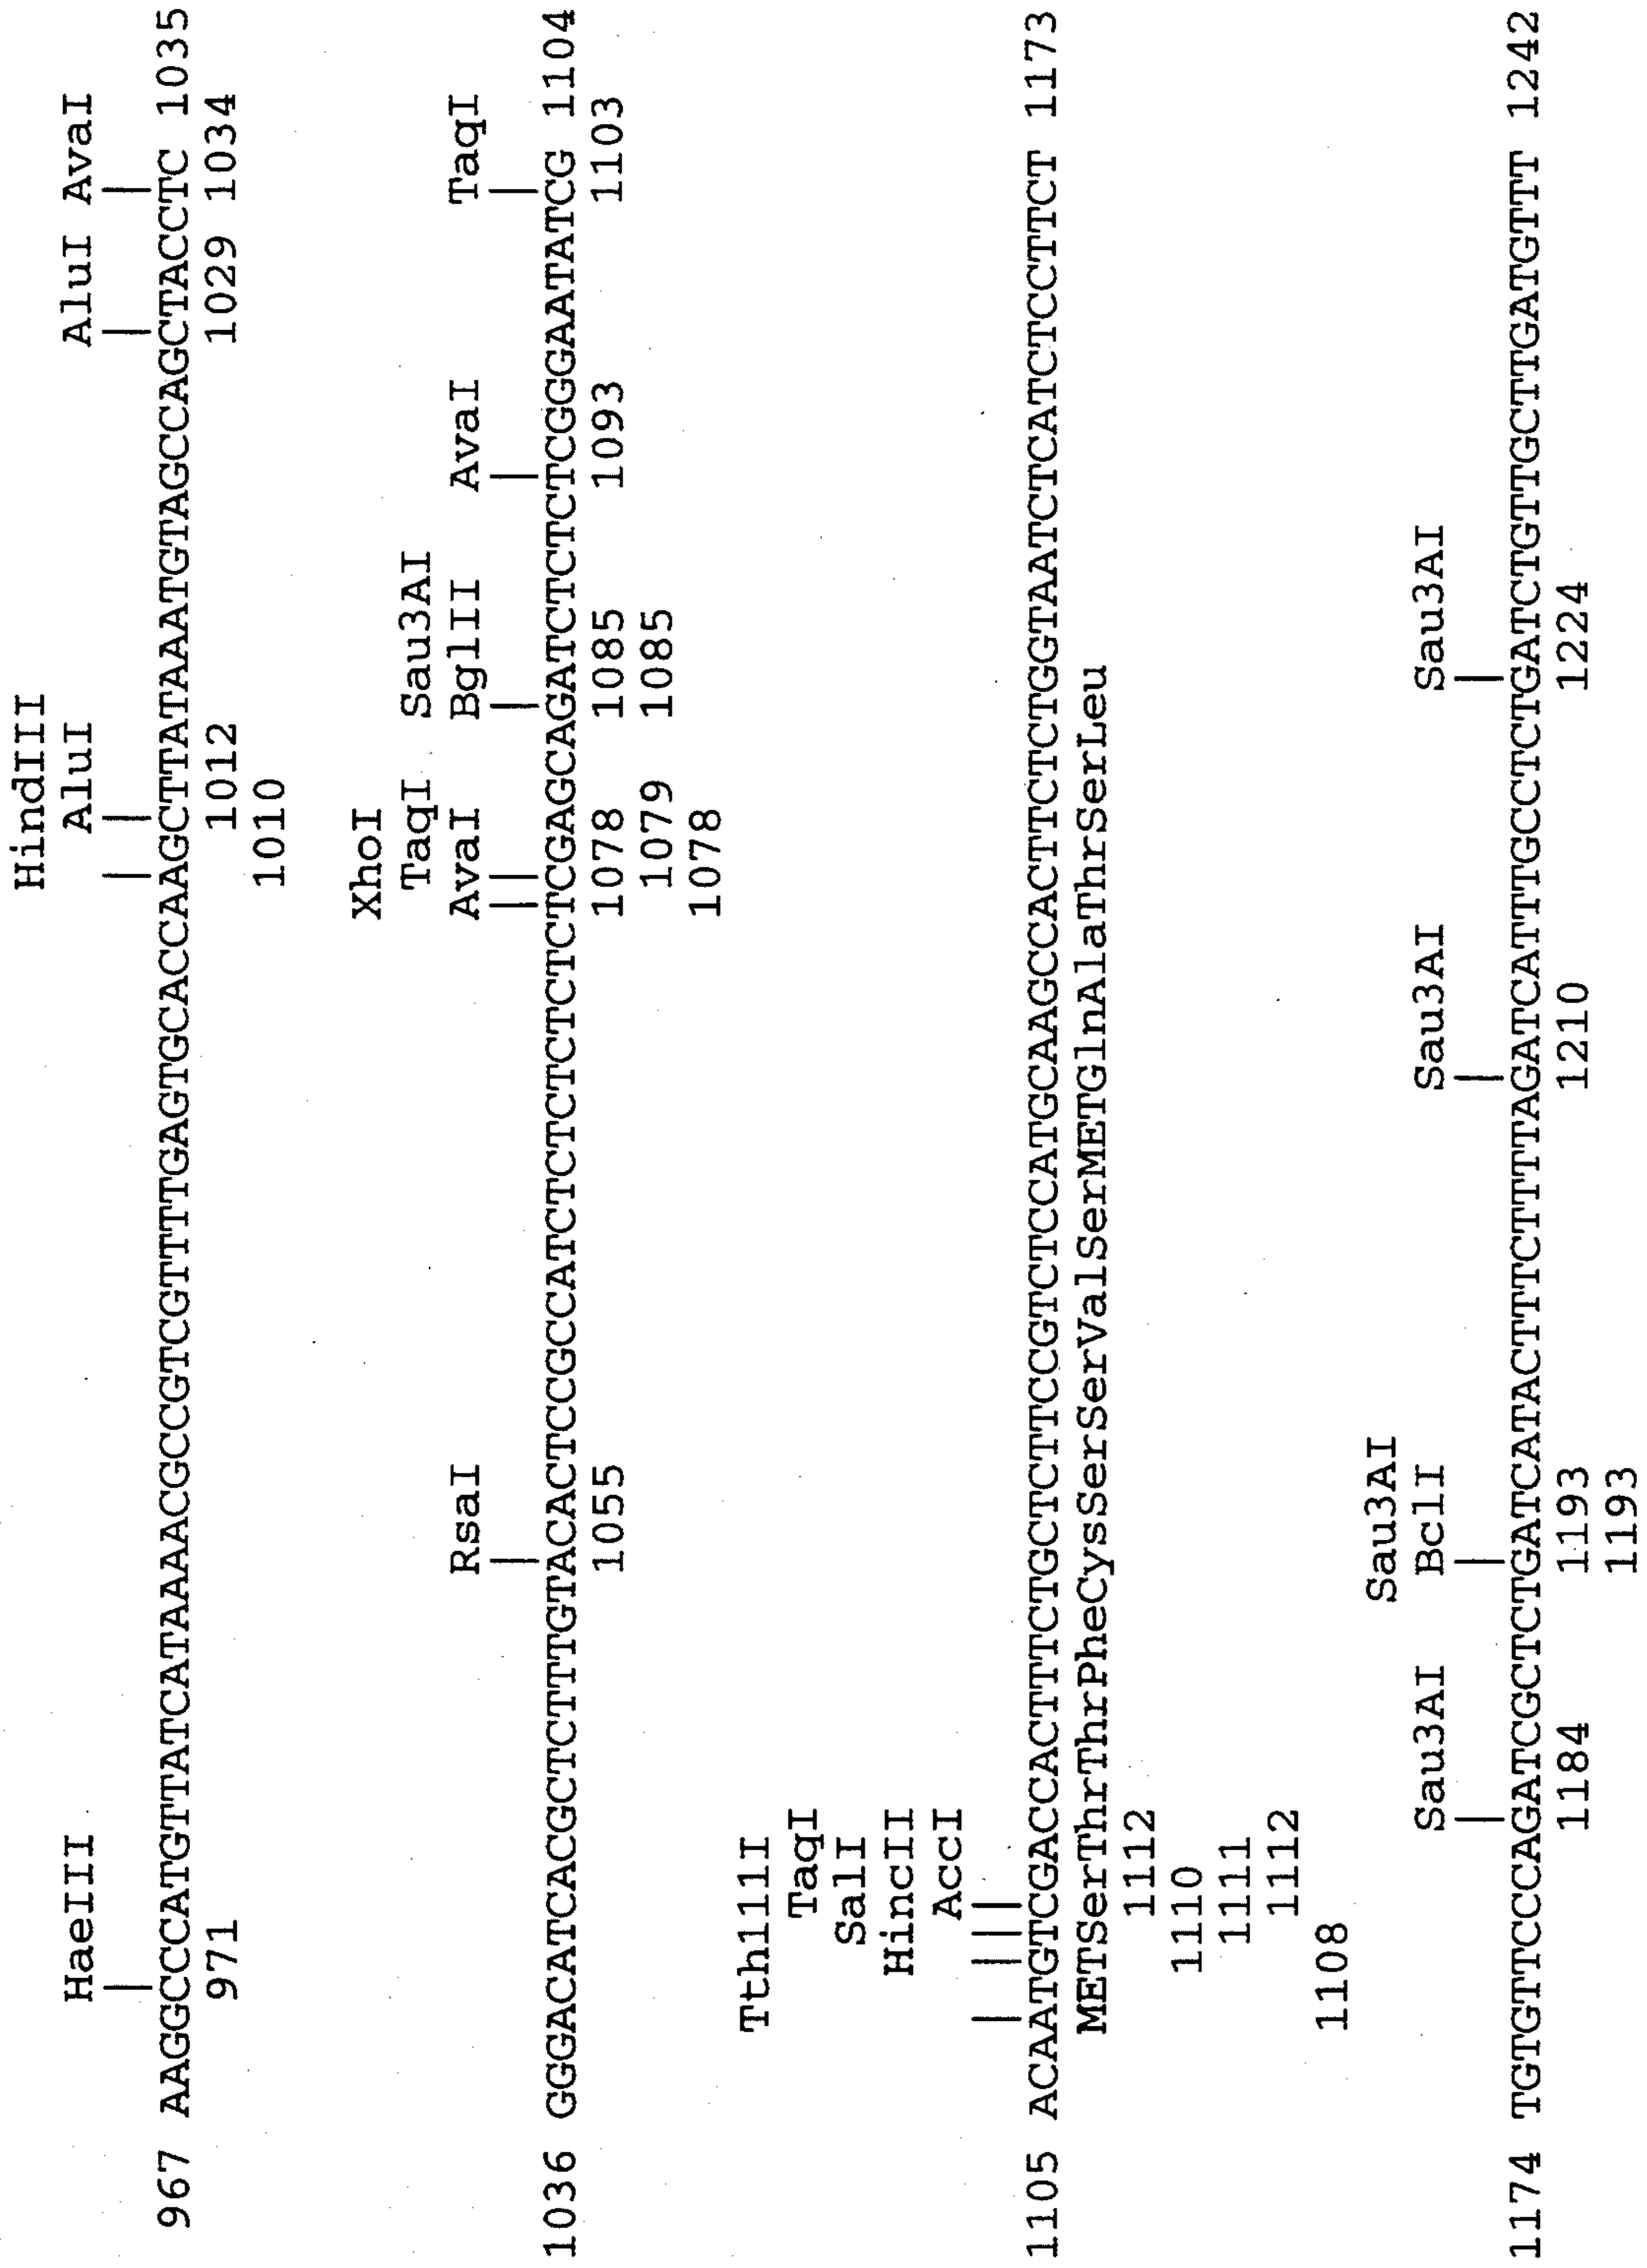 HindIII
HaeIII AluI AluI AvaI
967 AAGGCCCATGTTATCATAAAACGCCGTCGTTTTGAGTGCACCAAGCTTATAAATGTAGCCAGCTACCTC 1035
971 1012 1029 1034
1010
XhoI
TaqI Sau3AI
RsaI AvaI BglII AvaI TaqI
1036 GGGACATCACGCTCTTTGTACACTCCGCCATCTCTCTCTCTCTCGAGCAGATCTCTCTCGGGAATATCG 1104
1055 1078 1085 1093 1103
1079 1085
1078
Tth111I
TaqI
SalI
HincII
AccI
1105 ACAATGTCGACCACTTTCTGCTCTTCCGTCTCCATGCAAGCCACTTCTCTGGTAATCTCATCTCCTTCT 1173
METSerThrThrPheCysSerSerValSerMETGlnAlaThrSerLeu
1112
1110
1111
1112
1108
Sau3AI
Sau3AI BclI Sau3AI Sau3AI
1174 TGTGTTCCCAGATCGCTCTGATCATACTTTCTTTTAGATCATTTGCCTCTGATCTGTTGCTTGATGTTT 1242
1184 1193 1210 1224
1193